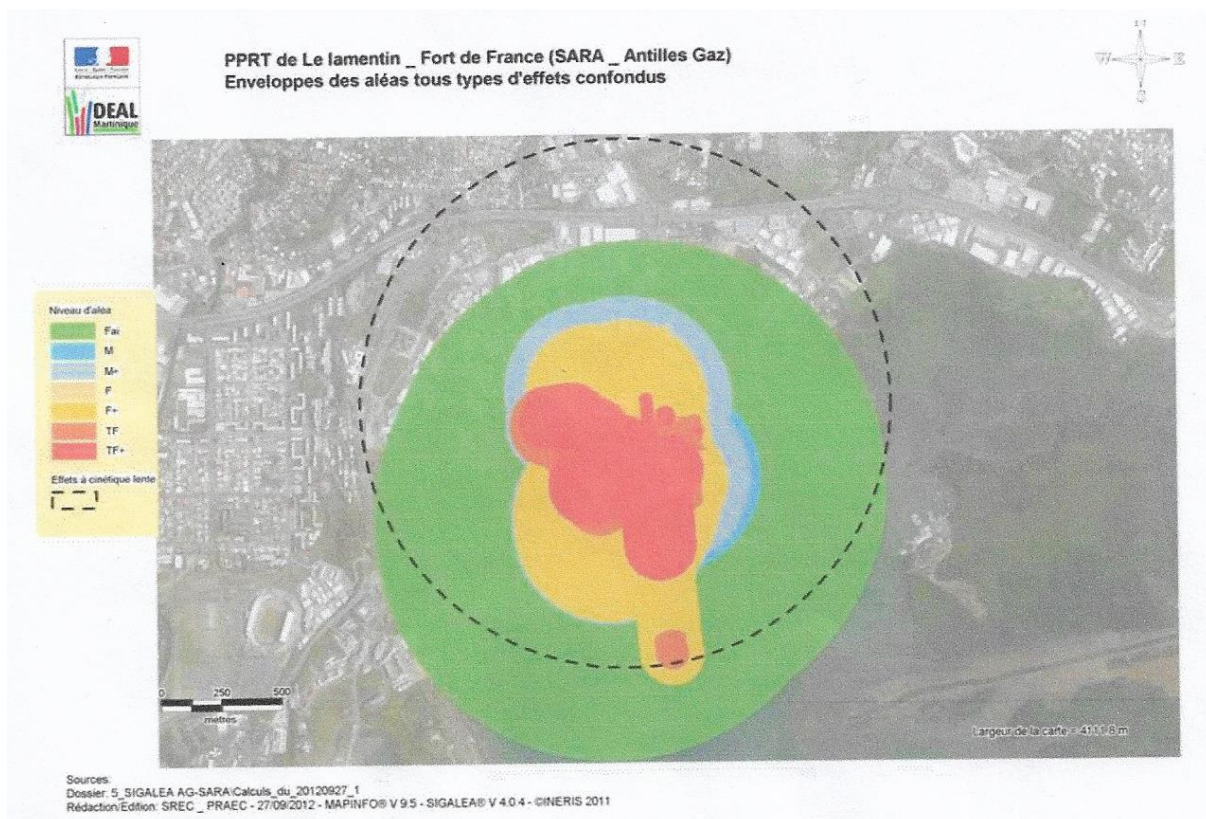 PPRT de Le lamentin _ Fort de France (SARA _ Antilles Gaz)
Enveloppes des aléas tous types d'effets confondus
RÉPUBLIQUE FRANÇAISE
DEAL
Martinique
W E
Niveau d'aléa
Fai
M
M+
F
F+
TF
TF+
Effets à cinétique lente
0 250 500
mètres
Largeur de la carte = 4111.8 m
Sources:
Dossier: 5_SIGALEA AG-SARA\Calculs_du_20120927_1
Rédaction/Edition: SREC _ PRAEC - 27/09/2012 - MAPINFO® V 9.5 - SIGALEA® V 4.0.4 - ©INERIS 2011